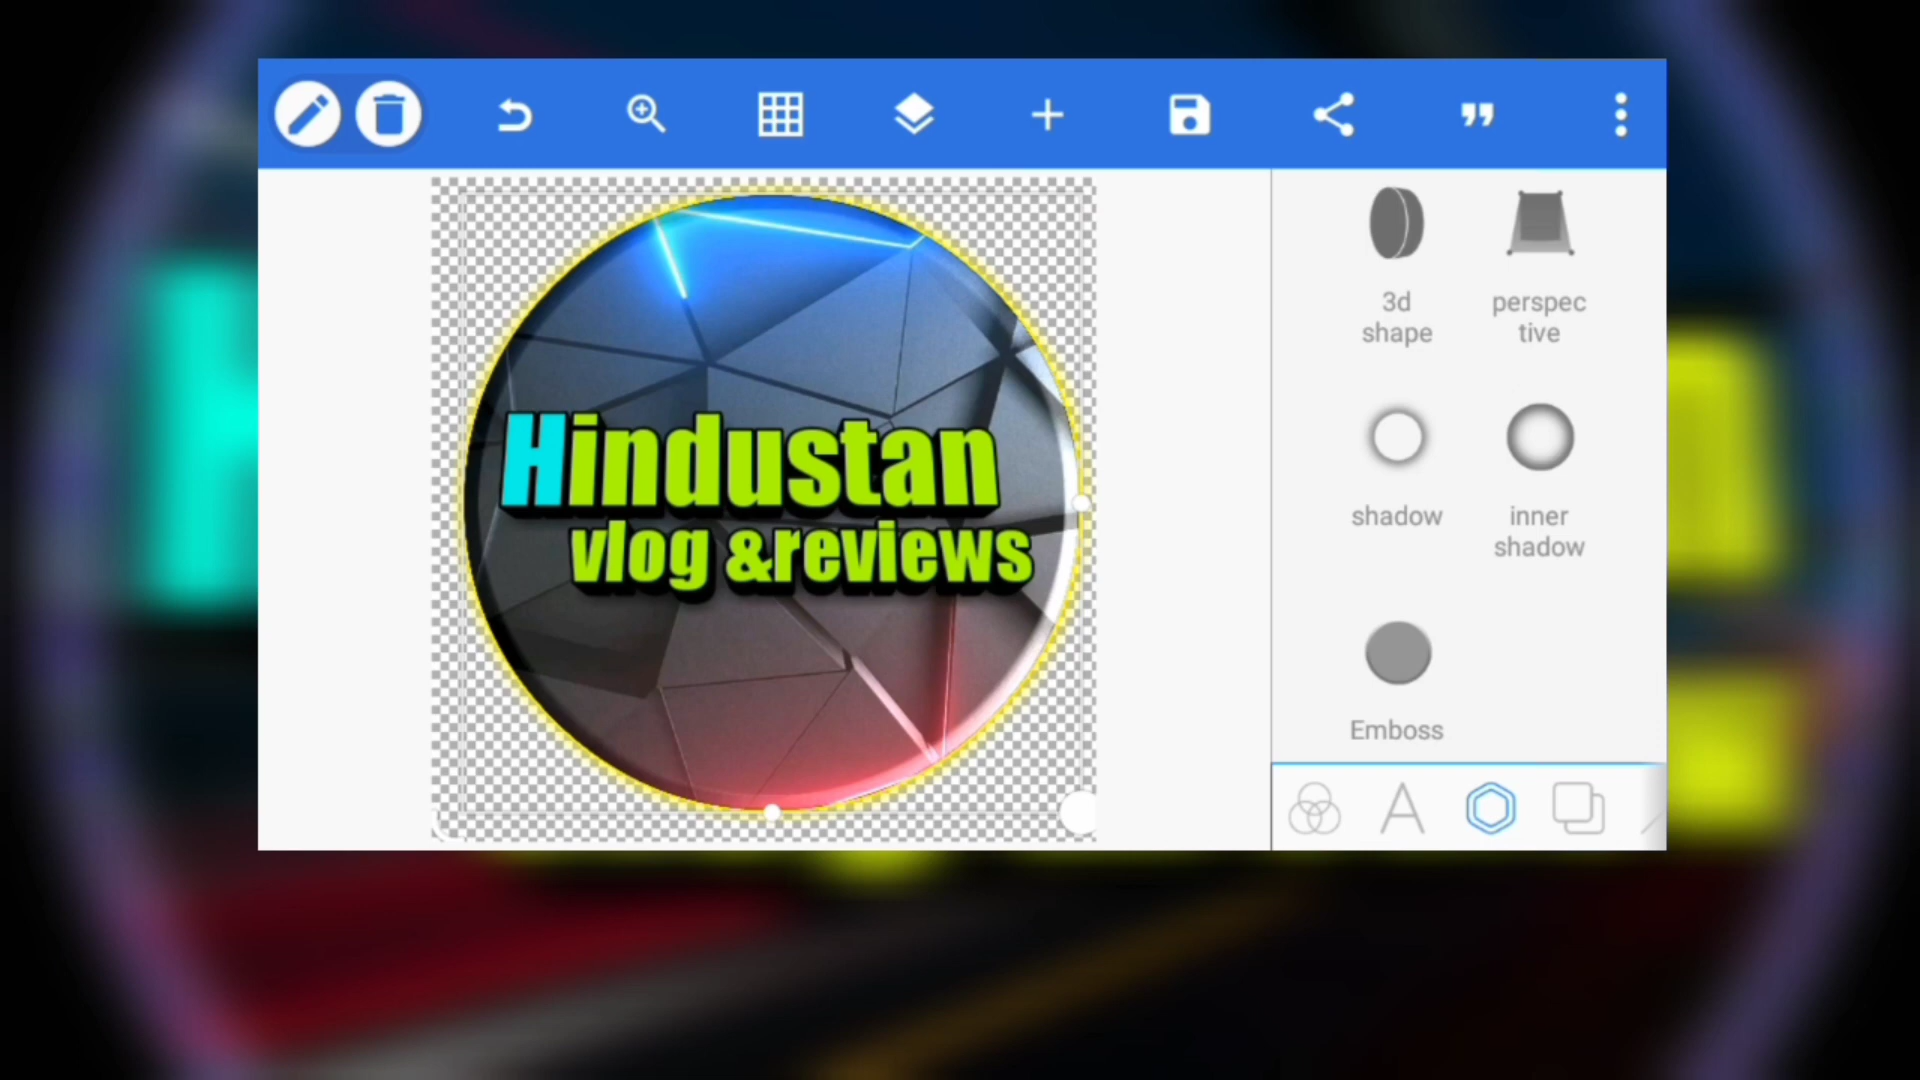 Hindustan
vlog &reviews
3d
shape
perspec
tive
shadow
inner
shadow
Emboss